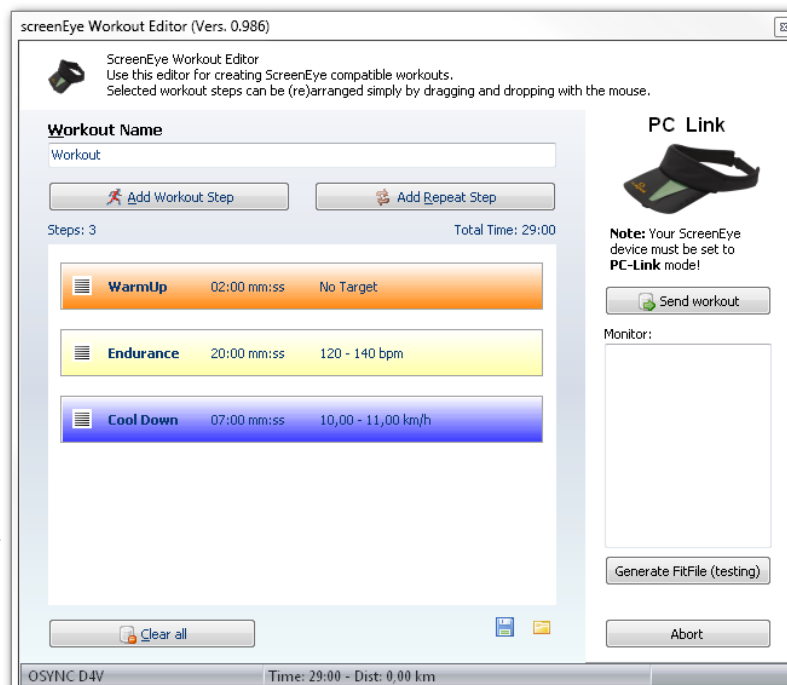 screenEye Workout Editor (Vers. 0.986)
ScreenEye Workout Editor
Use this editor for creating ScreenEye compatible workouts.
Selected workout steps can be (re)arranged simply by dragging and dropping with the mouse.
Workout Name
Workout
Add Workout Step
Add Repeat Step
Steps: 3
Total Time: 29:00
WarmUp 02:00 mm:ss No Target
Endurance 20:00 mm:ss 120 - 140 bpm
Cool Down 07:00 mm:ss 10,00 - 11,00 km/h
Clear all
PC Link
Note: Your ScreenEye
device must be set to
PC-Link mode!
Send workout
Monitor:
Generate FitFile (testing)
Abort
OSYNC D4V
Time: 29:00 - Dist: 0,00 km